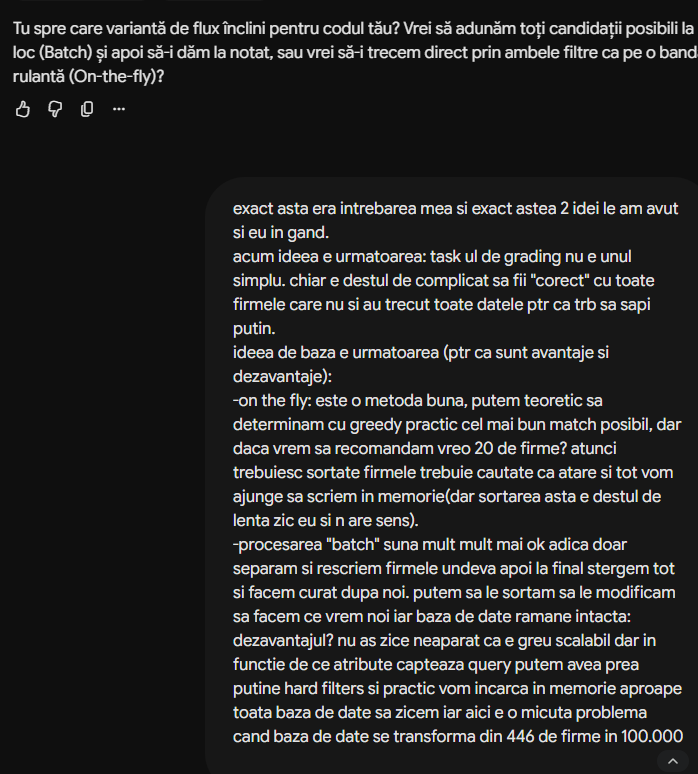 Tu spre care variantă de flux înclini pentru codul tău? Vrei să adunăm toți candidații posibili la
loc (Batch) și apoi să-i dăm la notat, sau vrei să-i trecem direct prin ambele filtre ca pe o band
rulantă (On-the-fly)?
exact asta era intrebarea mea si exact astea 2 idei le am avut
si eu in gand.
acum ideea e urmatoarea: task ul de grading nu e unul
simplu. chiar e destul de complicat sa fii "corect" cu toate
firmele care nu si au trecut toate datele ptr ca trb sa sapi
putin.
ideea de baza e urmatoarea (ptr ca sunt avantaje si
dezavantaje):
-on the fly: este o metoda buna, putem teoretic sa
determinam cu greedy practic cel mai bun match posibil, dar
daca vrem sa recomandam vreo 20 de firme? atunci
trebuiesc sortate firmele trebuie cautate ca atare si tot vom
ajunge sa scriem in memorie(dar sortarea asta e destul de
lenta zic eu si n are sens).
-procesarea "batch" suna mult mult mai ok adica doar
separam si rescriem firmele undeva apoi la final stergem tot
si facem curat dupa noi. putem sa le sortam sa le modificam
sa facem ce vrem noi iar baza de date ramane intacta:
dezavantajul? nu as zice neaparat ca e greu scalabil dar in
functie de ce atribute capteaza query putem avea prea
putine hard filters si practic vom incarca in memorie aproape
toata baza de date sa zicem iar aici e o micuta problema
cand baza de date se transforma din 446 de firme in 100.000